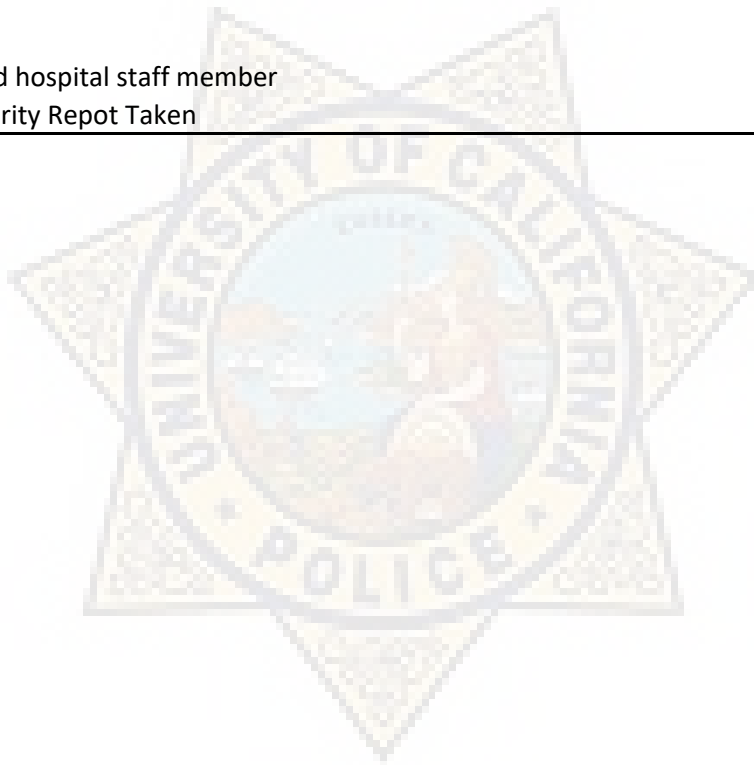 d hospital staff member
rity Repot Taken
UNIVERSITY OF CALIFORNIA
POLICE